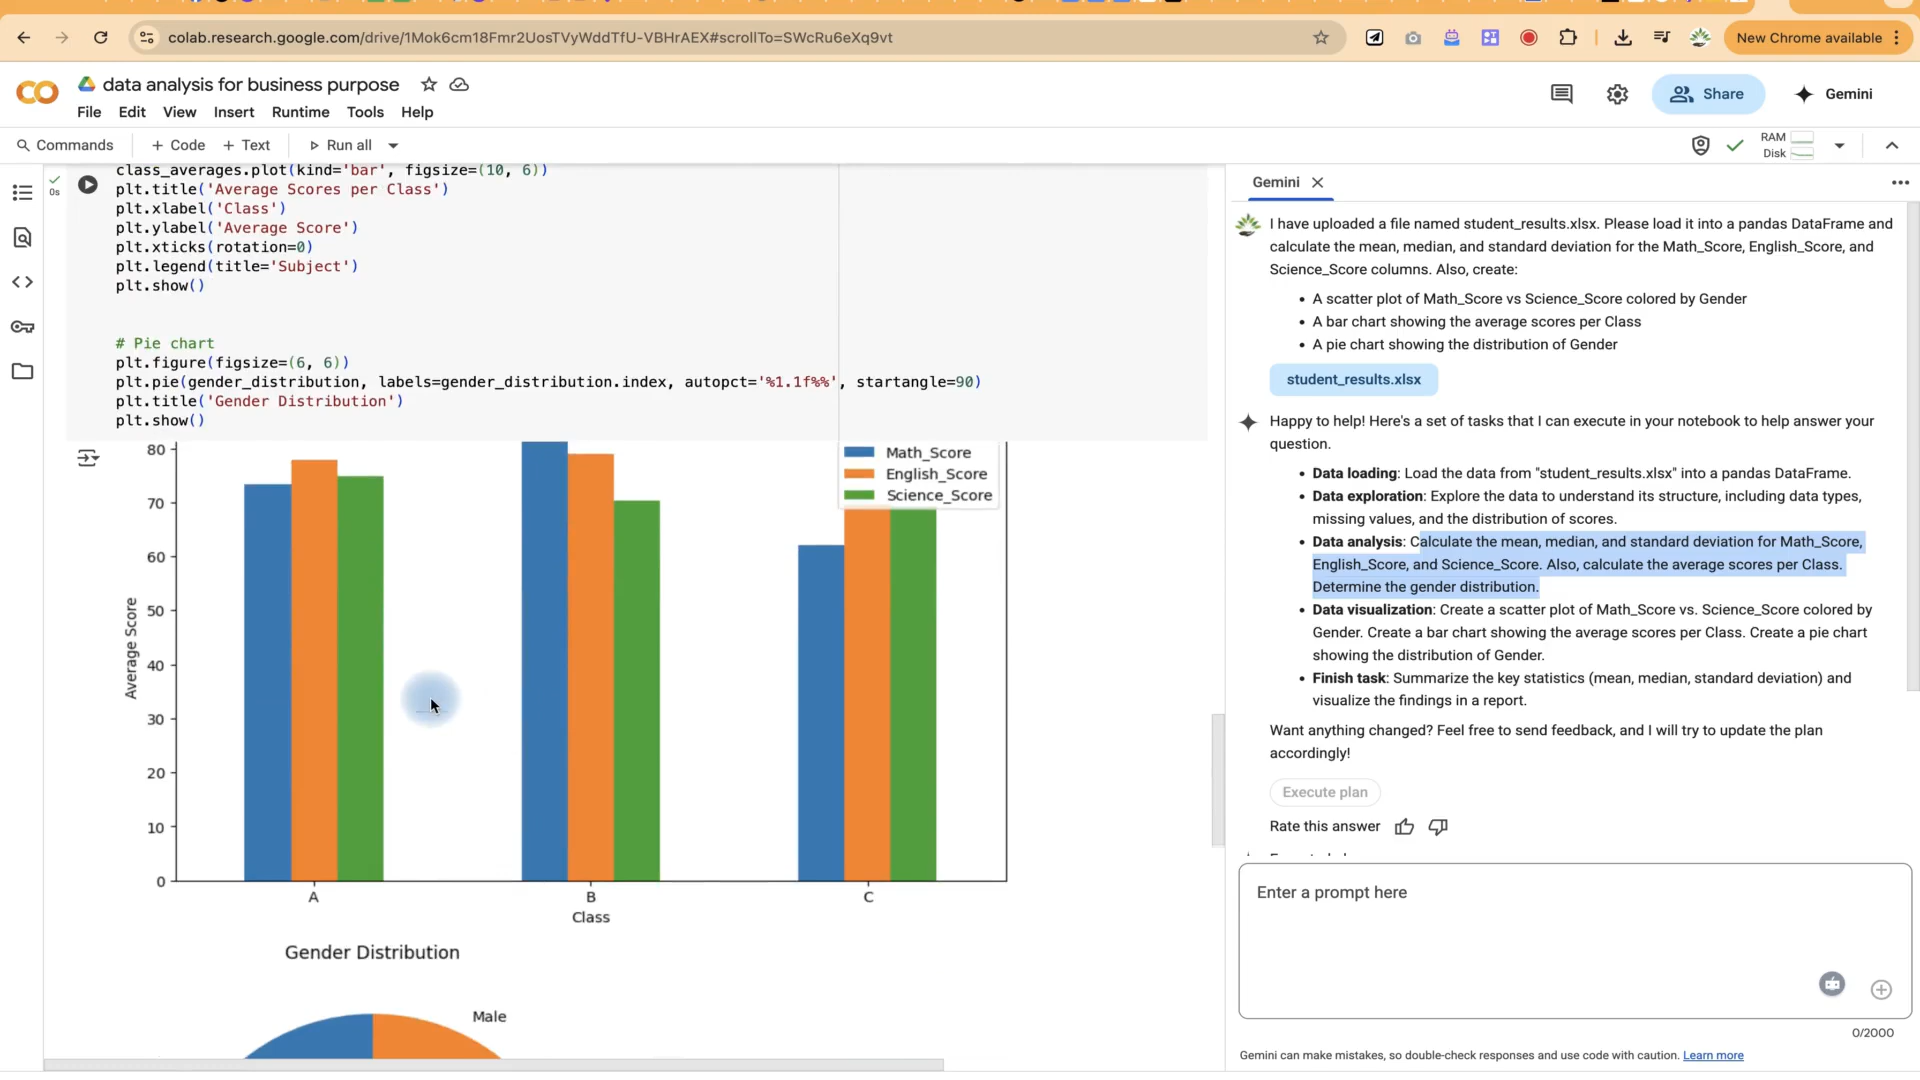 colab.research.google.com/drive/1Mok6cm18Fmr2UosTVyWddTfU-VBHrAEX#scrollTo=SWcRu6eXq9vt
New Chrome available
data analysis for business purpose
File Edit View Insert Runtime Tools Help
Share
Gemini
Commands + Code + Text Run all
RAM
Disk
0s
class_averages.plot(kind='bar', figsize=(10, 6))
plt.title('Average Scores per Class')
plt.xlabel('Class')
plt.ylabel('Average Score')
plt.xticks(rotation=0)
plt.legend(title='Subject')
plt.show()
# Pie chart
plt.figure(figsize=(6, 6))
plt.pie(gender_distribution, labels=gender_distribution.index, autopct='%1.1f%%', startangle=90)
plt.title('Gender Distribution')
plt.show()
80
70
60
50
40
30
20
10
0
Average Score
Math_Score
English_Score
Science_Score
A B C
Class
Gender Distribution
Male
Gemini
I have uploaded a file named student_results.xlsx. Please load it into a pandas DataFrame and
calculate the mean, median, and standard deviation for the Math_Score, English_Score, and
Science_Score columns. Also, create:
• A scatter plot of Math_Score vs Science_Score colored by Gender
• A bar chart showing the average scores per Class
• A pie chart showing the distribution of Gender
student_results.xlsx
Happy to help! Here's a set of tasks that I can execute in your notebook to help answer your
question.
• Data loading: Load the data from "student_results.xlsx" into a pandas DataFrame.
• Data exploration: Explore the data to understand its structure, including data types,
missing values, and the distribution of scores.
• Data analysis: Calculate the mean, median, and standard deviation for Math_Score,
English_Score, and Science_Score. Also, calculate the average scores per Class.
Determine the gender distribution.
• Data visualization: Create a scatter plot of Math_Score vs. Science_Score colored by
Gender. Create a bar chart showing the average scores per Class. Create a pie chart
showing the distribution of Gender.
• Finish task: Summarize the key statistics (mean, median, standard deviation) and
visualize the findings in a report.
Want anything changed? Feel free to send feedback, and I will try to update the plan
accordingly!
Execute plan
Rate this answer
Enter a prompt here
0/2000
Gemini can make mistakes, so double-check responses and use code with caution. Learn more